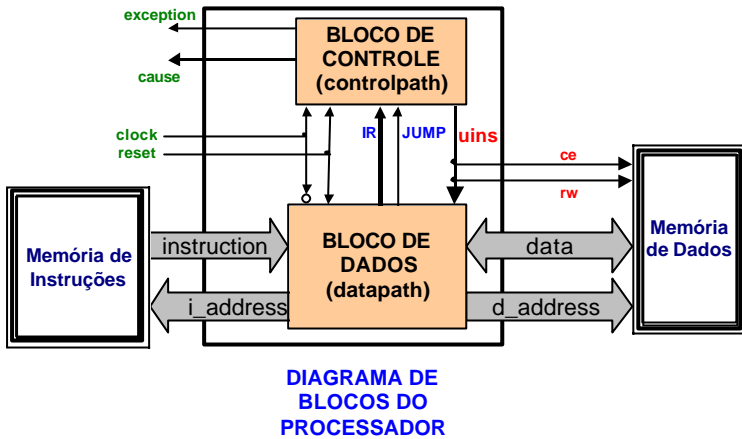 exception
BLOCO DE
CONTROLE
(controlpath)
cause
clock
reset
IR
JUMP
uins
ce
rw
Memória de
Instruções
instruction
i_address
BLOCO DE
DADOS
(datapath)
data
d_address
Memória
de Dados
DIAGRAMA DE
BLOCOS DO
PROCESSADOR